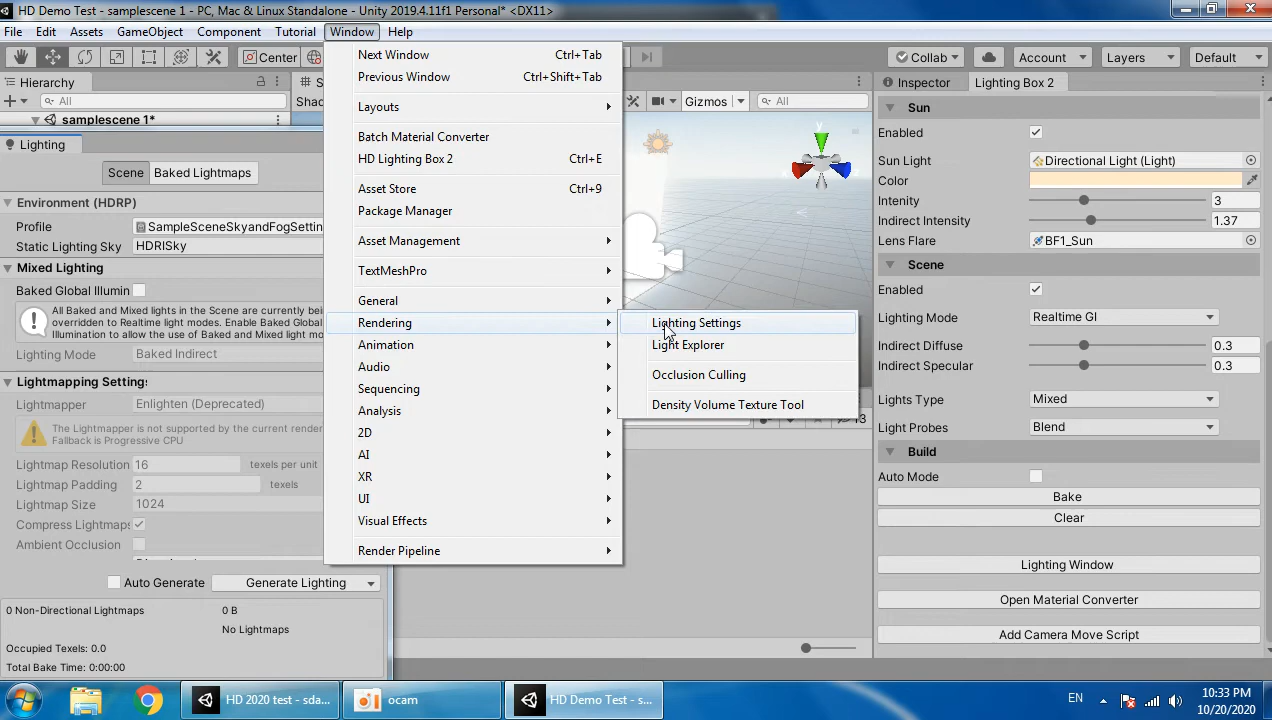 HD Demo Test - samplescene 1 - PC, Mac & Linux Standalone - Unity 2019.4.11f1 Personal* <DX11>
File Edit Assets GameObject Component Tutorial Window Help
Center
Collab Account Layers Default
Hierarchy
All
samplescene 1*
Gizmos All
y
Lighting
Scene Baked Lightmaps
Environment (HDRP)
Profile SampleSceneSkyandFogSettin
Static Lighting Sky HDRISky
Mixed Lighting
Baked Global Illumin
All Baked and Mixed lights in the Scene are currently bei
overridden to Realtime light modes. Enable Baked Global
Illumination to allow the use of Baked and Mixed light mo
Lighting Mode Baked Indirect
Lightmapping Settings
Lightmapper Enlighten (Deprecated)
The Lightmapper is not supported by the current render
Fallback is Progressive CPU
Lightmap Resolution 16 texels per unit
Lightmap Padding 2 texels
Lightmap Size 1024
Compress Lightmaps
Ambient Occlusion
Auto Generate Generate Lighting
0 Non-Directional Lightmaps 0 B
No Lightmaps
Occupied Texels: 0.0
Total Bake Time: 0:00:00
Next Window Ctrl+Tab
Previous Window Ctrl+Shift+Tab
Layouts
Batch Material Converter
HD Lighting Box 2 Ctrl+E
Asset Store Ctrl+9
Package Manager
Asset Management
TextMeshPro
General
Rendering
Animation
Audio
Sequencing
Analysis
2D
AI
XR
UI
Visual Effects
Render Pipeline
Lighting Settings
Light Explorer
Occlusion Culling
Density Volume Texture Tool
13
Inspector Lighting Box 2
Sun
Enabled
Sun Light Directional Light (Light)
Color
Intenity 3
Indirect Intensity 1.37
Lens Flare BF1_Sun
Scene
Enabled
Lighting Mode Realtime GI
Indirect Diffuse 0.3
Indirect Specular 0.3
Lights Type Mixed
Light Probes Blend
Build
Auto Mode
Bake
Clear
Lighting Window
Open Material Converter
Add Camera Move Script
HD 2020 test - sda... ocam HD Demo Test - s...
EN
10:33 PM
10/20/2020